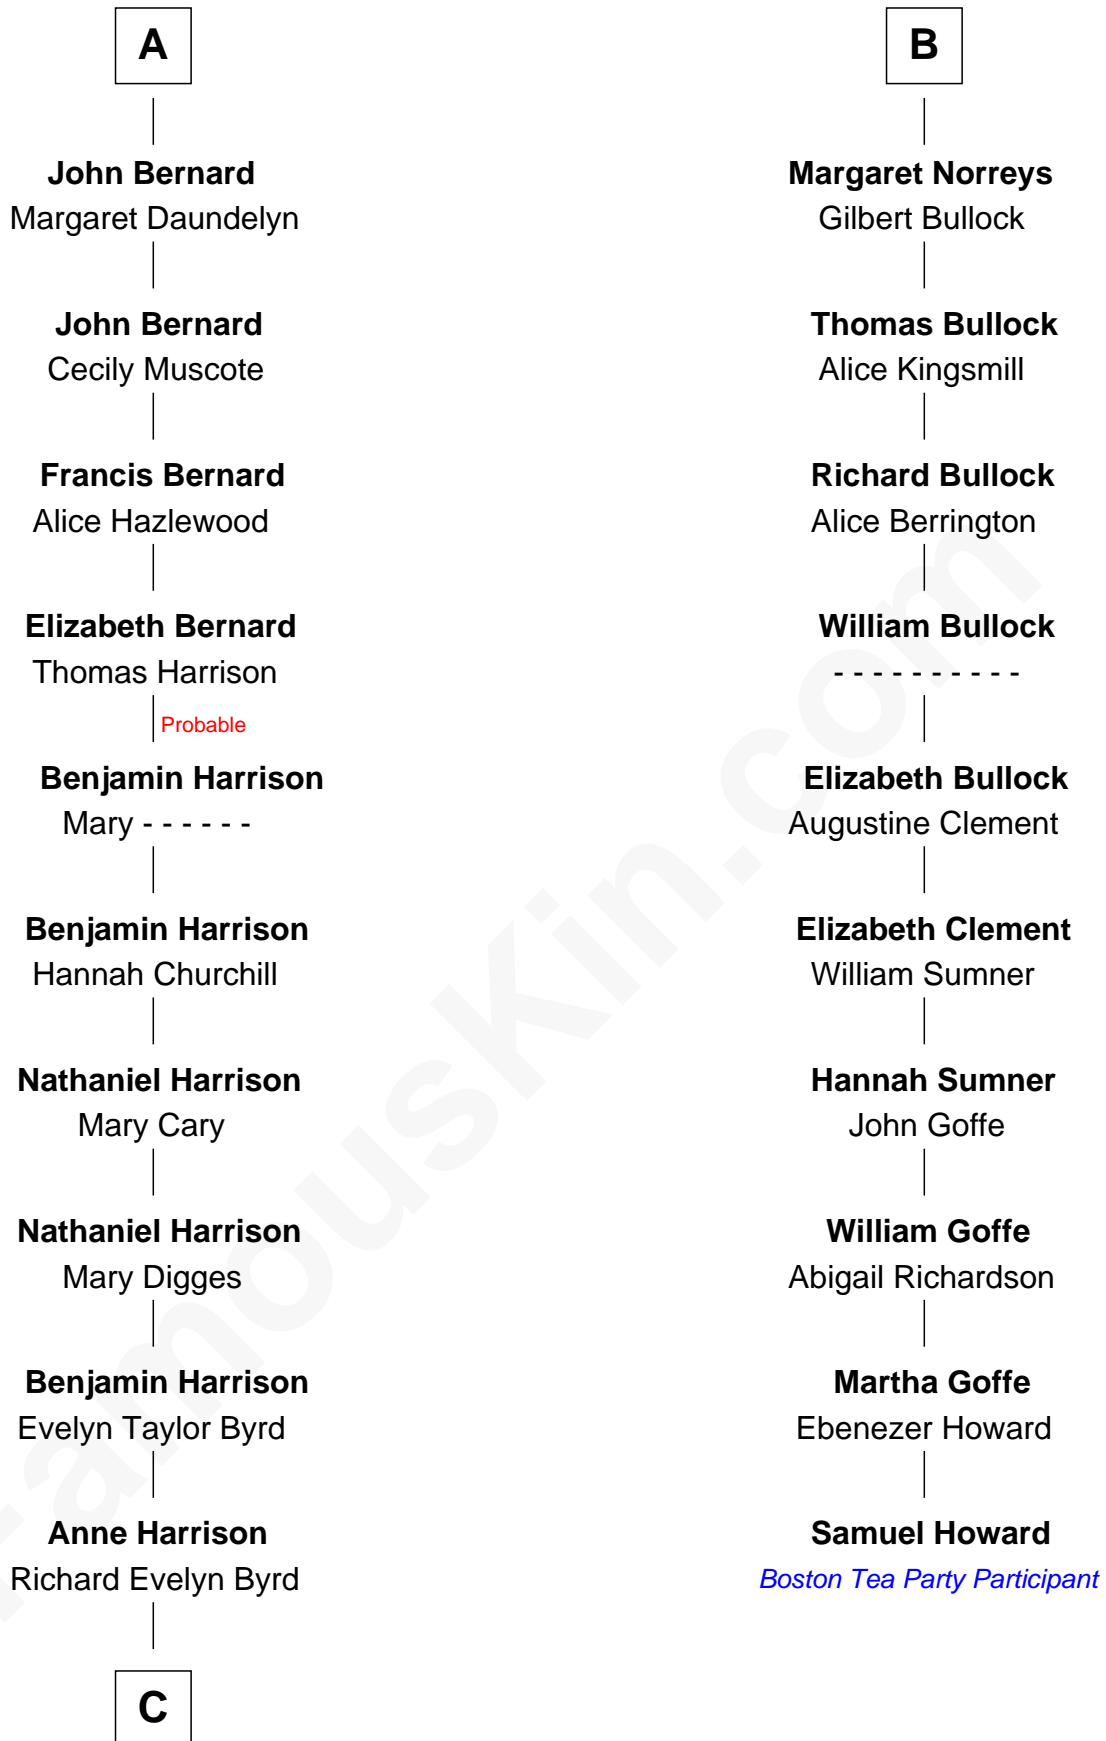 A
John Bernard
Margaret Daundelyn
John Bernard
Cecily Muscote
Francis Bernard
Alice Hazlewood
Elizabeth Bernard
Thomas Harrison
Probable
Benjamin Harrison
Mary - - - - - -
Benjamin Harrison
Hannah Churchill
Nathaniel Harrison
Mary Cary
Nathaniel Harrison
Mary Digges
Benjamin Harrison
Evelyn Taylor Byrd
Anne Harrison
Richard Evelyn Byrd
C
B
Margaret Norreys
Gilbert Bullock
Thomas Bullock
Alice Kingsmill
Richard Bullock
Alice Berrington
William Bullock
- - - - - - - - - -
Elizabeth Bullock
Augustine Clement
Elizabeth Clement
William Sumner
Hannah Sumner
John Goffe
William Goffe
Abigail Richardson
Martha Goffe
Ebenezer Howard
Samuel Howard
Boston Tea Party Participant
FamousKin.com